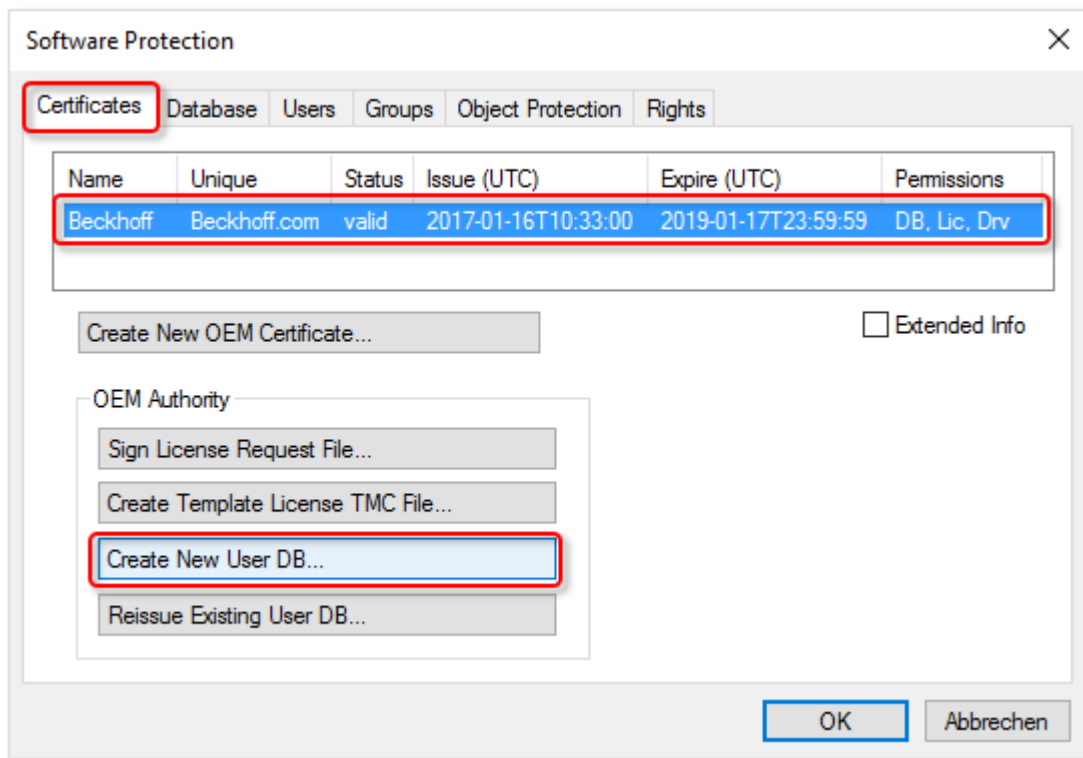 Software Protection
Certificates Database Users Groups Object Protection Rights
Name Unique Status Issue (UTC) Expire (UTC) Permissions
Beckhoff Beckhoff.com valid 2017-01-16T10:33:00 2019-01-17T23:59:59 DB, Lic, Drv
Create New OEM Certificate... Extended Info
OEM Authority
Sign License Request File...
Create Template License TMC File...
Create New User DB...
Reissue Existing User DB...
OK Abbrechen